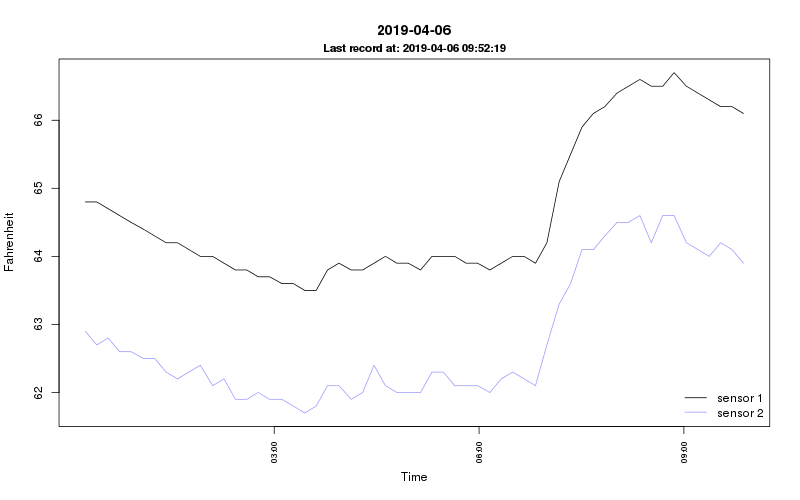 2019-04-06
Last record at: 2019-04-06 09:52:19
Fahrenheit
66
65
64
63
62
03:00
06:00
09:00
Time
sensor 1
sensor 2